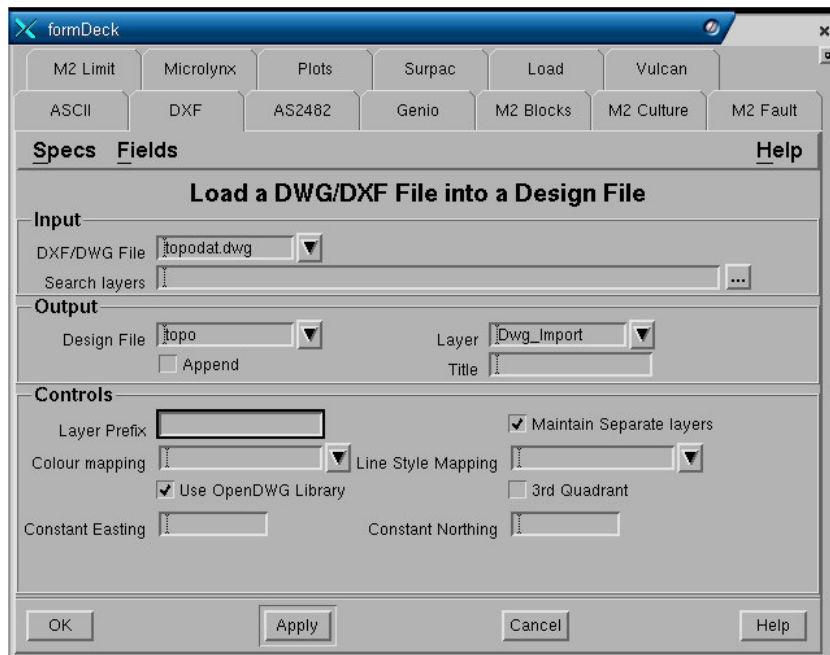 formDeck
M2 Limit Microlynx Plots Surpac Load Vulcan
ASCII DXF AS2482 Genio M2 Blocks M2 Culture M2 Fault
Specs Fields Help
Load a DWG/DXF File into a Design File
Input
DXF/DWG File topodat.dwg
Search layers ...
Output
Design File topo Layer Dwg_Import
Append Title
Controls
Layer Prefix Maintain Separate layers
Colour mapping Line Style Mapping
Use OpenDWG Library 3rd Quadrant
Constant Easting Constant Northing
OK Apply Cancel Help